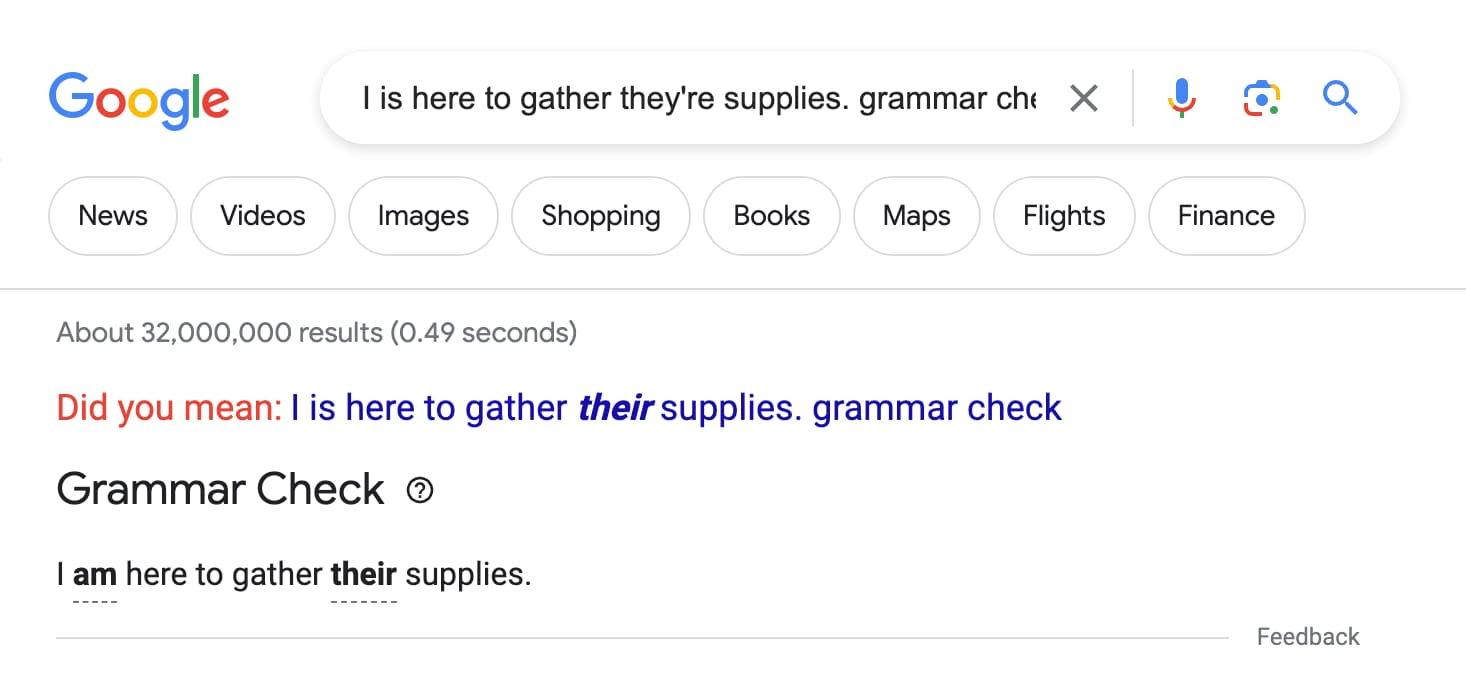 Google
I is here to gather they're supplies. grammar che
News Videos Images Shopping Books Maps Flights Finance
About 32,000,000 results (0.49 seconds)
Did you mean: I is here to gather their supplies. grammar check
Grammar Check ?
I am here to gather their supplies.
Feedback